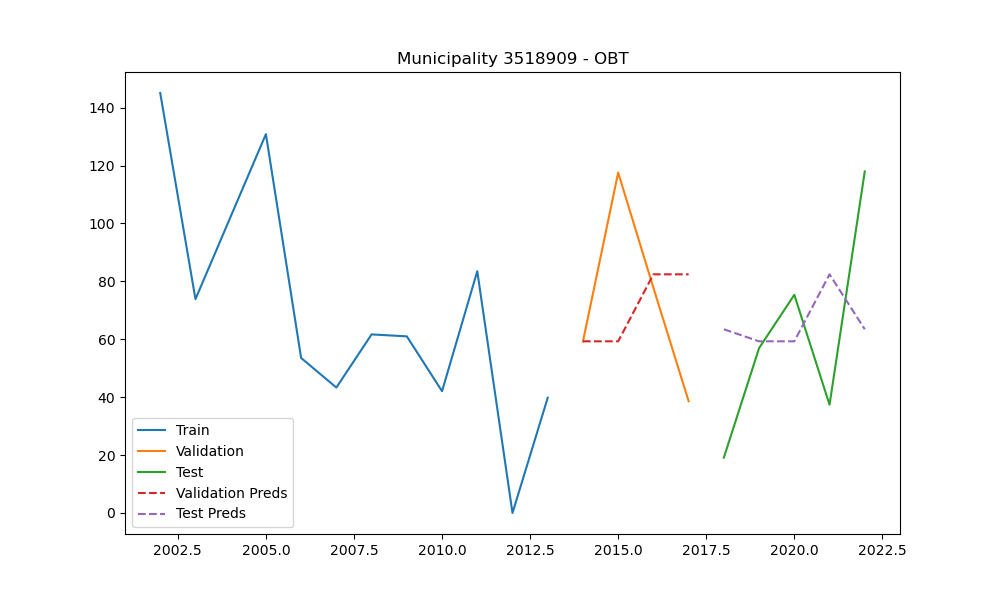 Municipality 3518909 - OBT
140
120
100
80
60
40
20
0
Train
Validation
Test
Validation Preds
Test Preds
2002.5 2005.0 2007.5 2010.0 2012.5 2015.0 2017.5 2020.0 2022.5